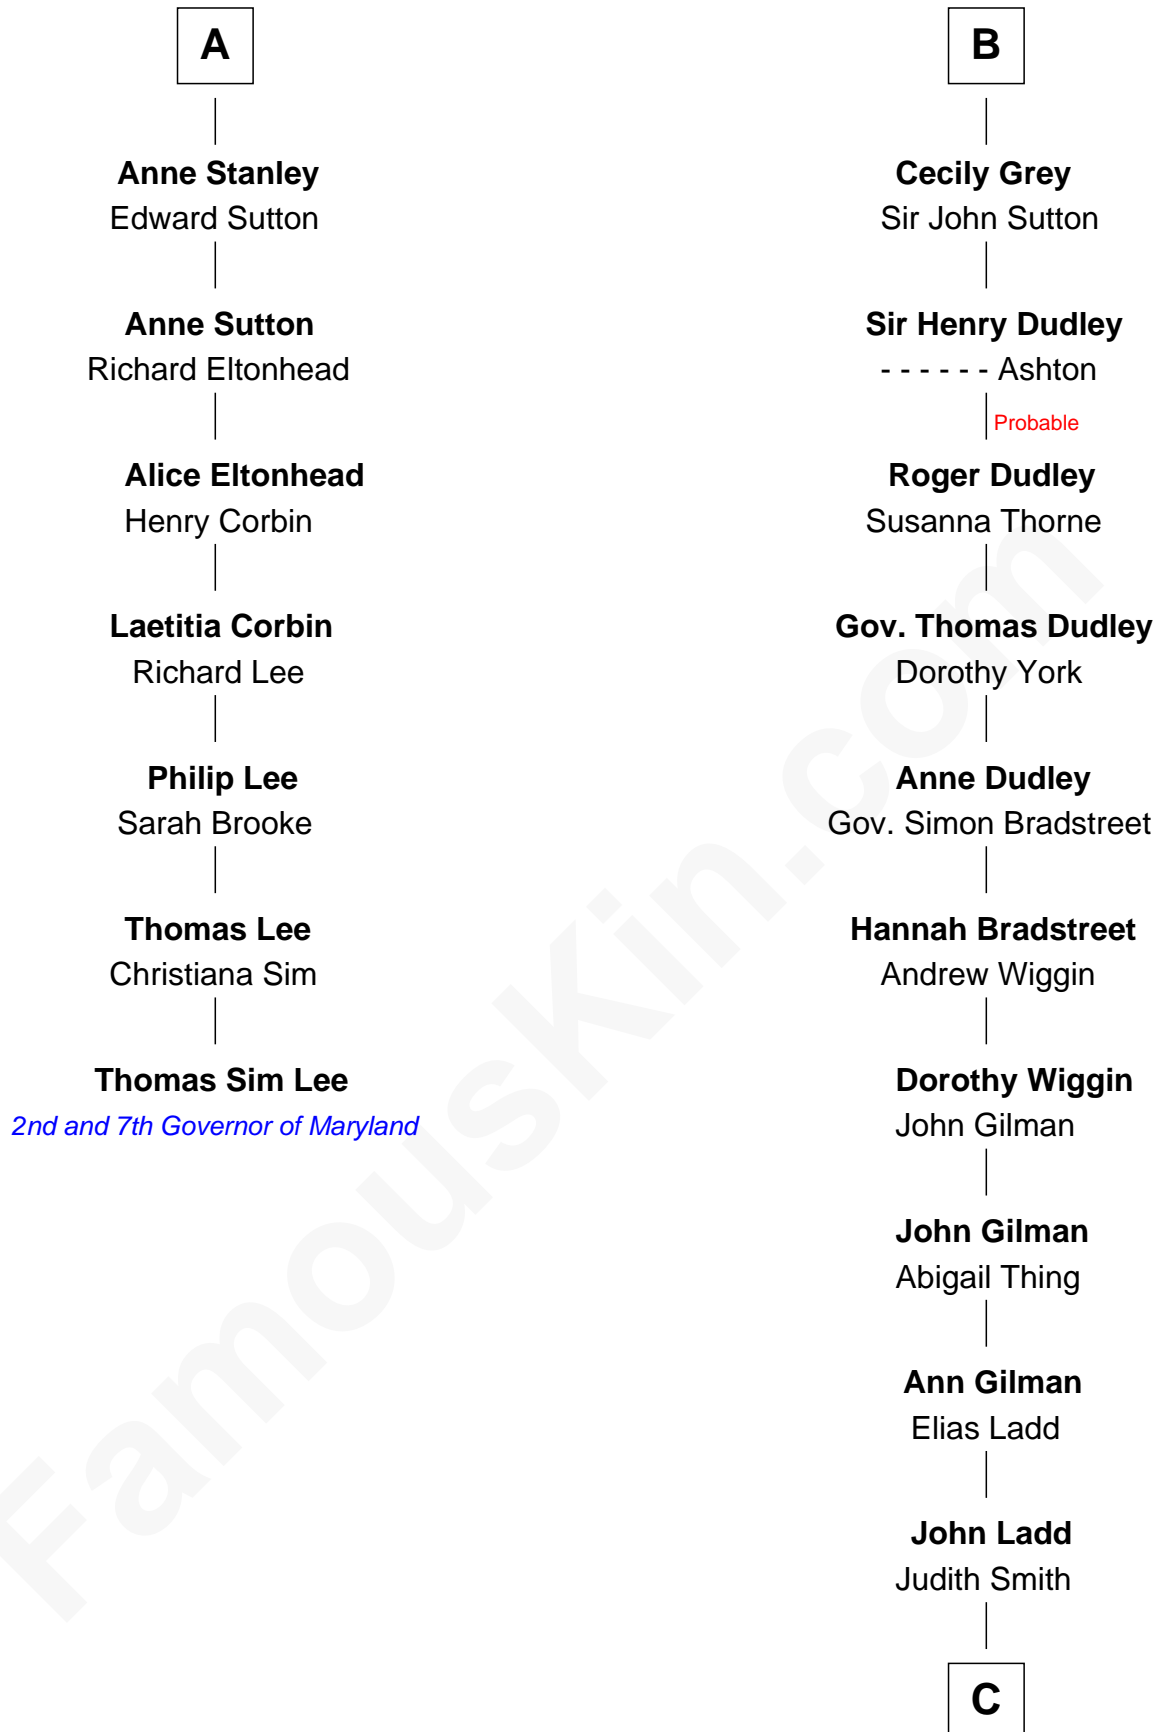 A
Anne Stanley
Edward Sutton
Anne Sutton
Richard Eltonhead
Alice Eltonhead
Henry Corbin
Laetitia Corbin
Richard Lee
Philip Lee
Sarah Brooke
Thomas Lee
Christiana Sim
Thomas Sim Lee
2nd and 7th Governor of Maryland
B
Cecily Grey
Sir John Sutton
Sir Henry Dudley
- - - - - - Ashton
Probable
Roger Dudley
Susanna Thorne
Gov. Thomas Dudley
Dorothy York
Anne Dudley
Gov. Simon Bradstreet
Hannah Bradstreet
Andrew Wiggin
Dorothy Wiggin
John Gilman
John Gilman
Abigail Thing
Ann Gilman
Elias Ladd
John Ladd
Judith Smith
C
FamousKin.com